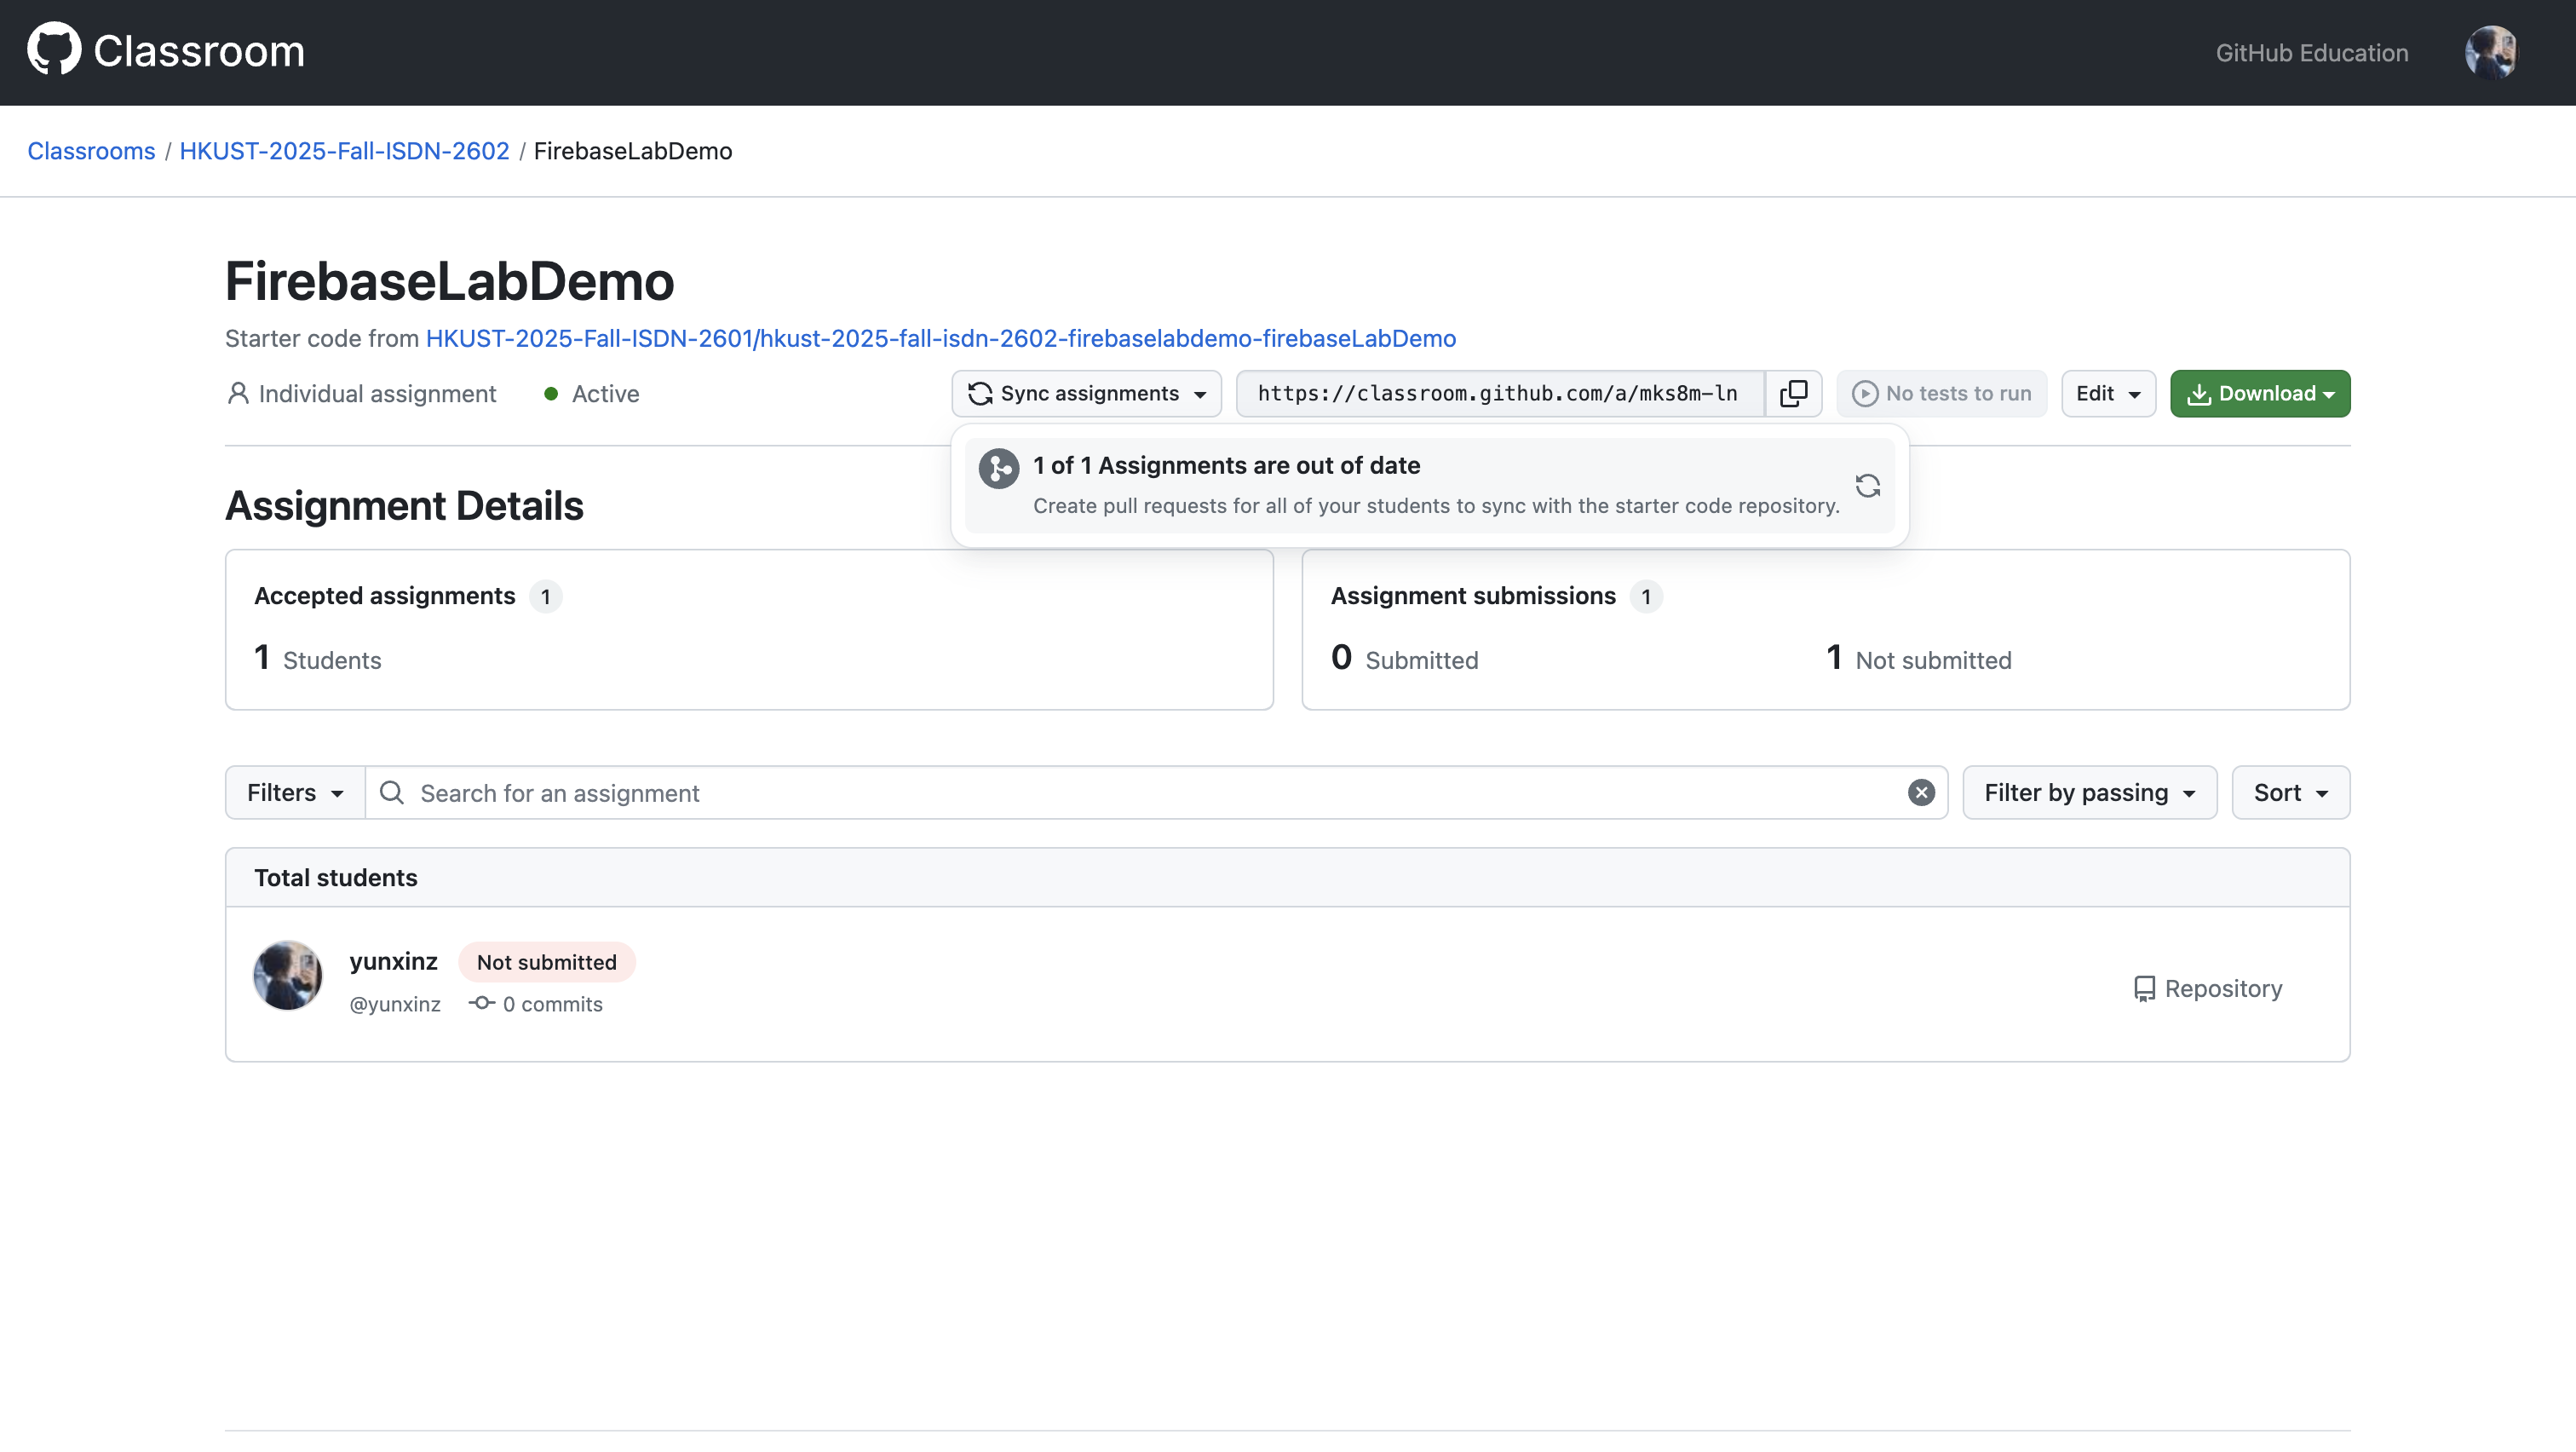 Classroom
GitHub Education
Classrooms / HKUST-2025-Fall-ISDN-2602 / FirebaseLabDemo
FirebaseLabDemo
Starter code from HKUST-2025-Fall-ISDN-2601/hkust-2025-fall-isdn-2602-firebaselabdemo-firebaseLabDemo
Individual assignment
Active
Sync assignments
https://classroom.github.com/a/mks8m-ln
No tests to run
Edit
Download
1 of 1 Assignments are out of date
Create pull requests for all of your students to sync with the starter code repository.
Assignment Details
Accepted assignments 1
1 Students
Assignment submissions 1
0 Submitted
1 Not submitted
Filters
Search for an assignment
Filter by passing
Sort
Total students
yunxinz
Not submitted
@yunxinz
0 commits
Repository